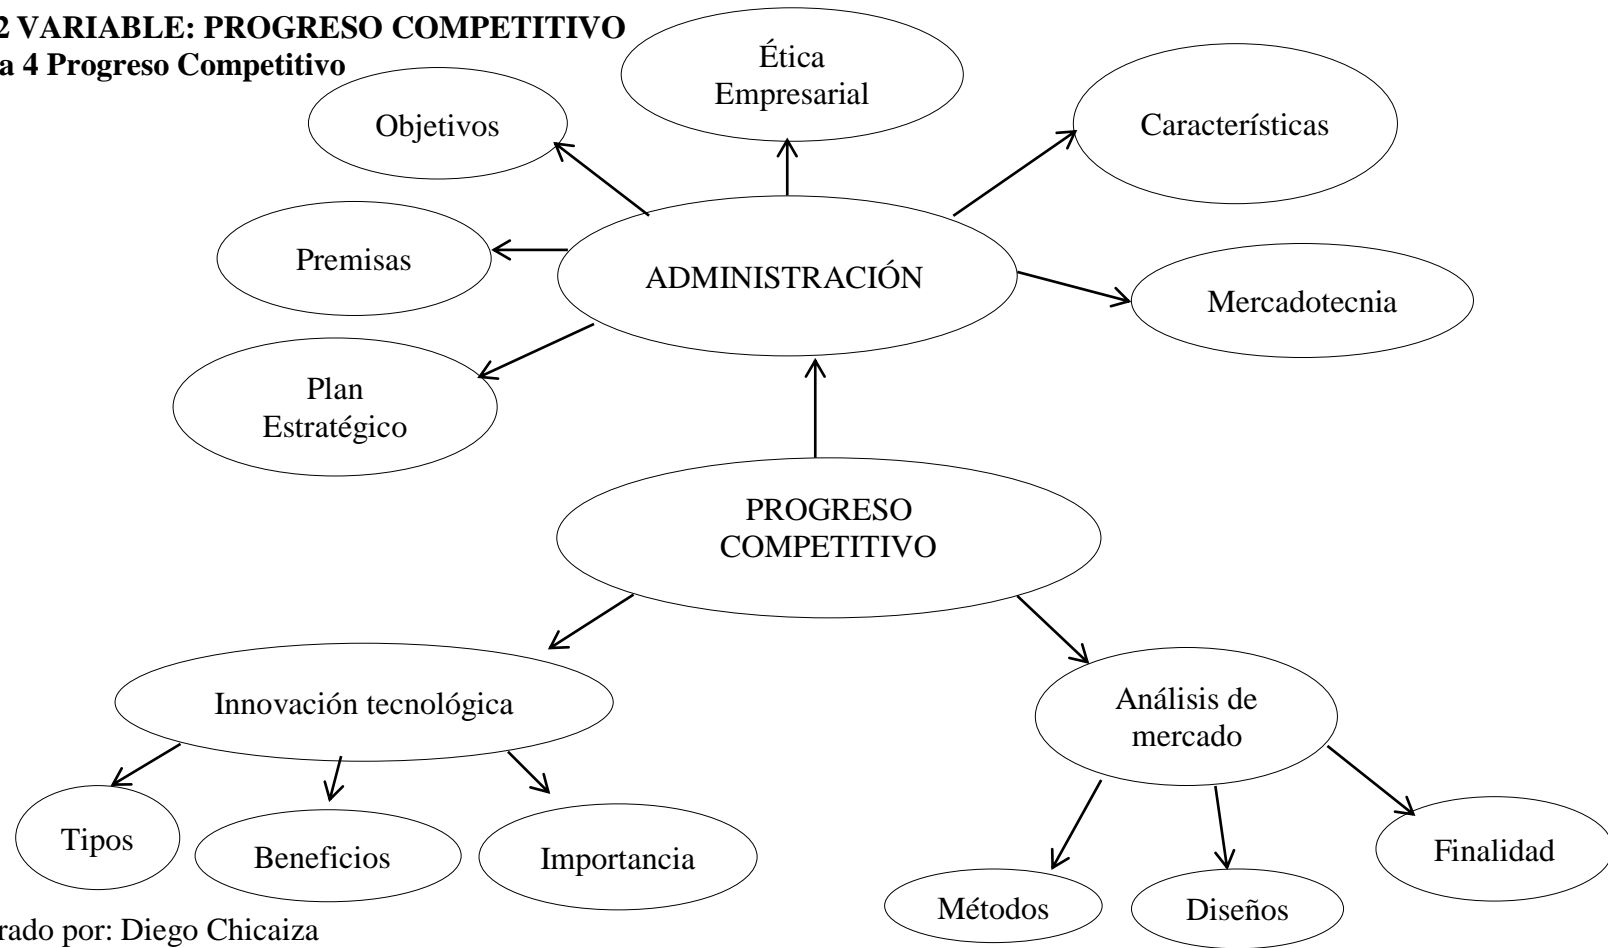 2 VARIABLE: PROGRESO COMPETITIVO
a 4 Progreso Competitivo
Ética
Empresarial
Objetivos
Características
Premisas
ADMINISTRACIÓN
Mercadotecnia
Plan
Estratégico
PROGRESO
COMPETITIVO
Innovación tecnológica
Análisis de
mercado
Tipos
Beneficios
Importancia
Métodos
Diseños
Finalidad
rado por: Diego Chicaiza